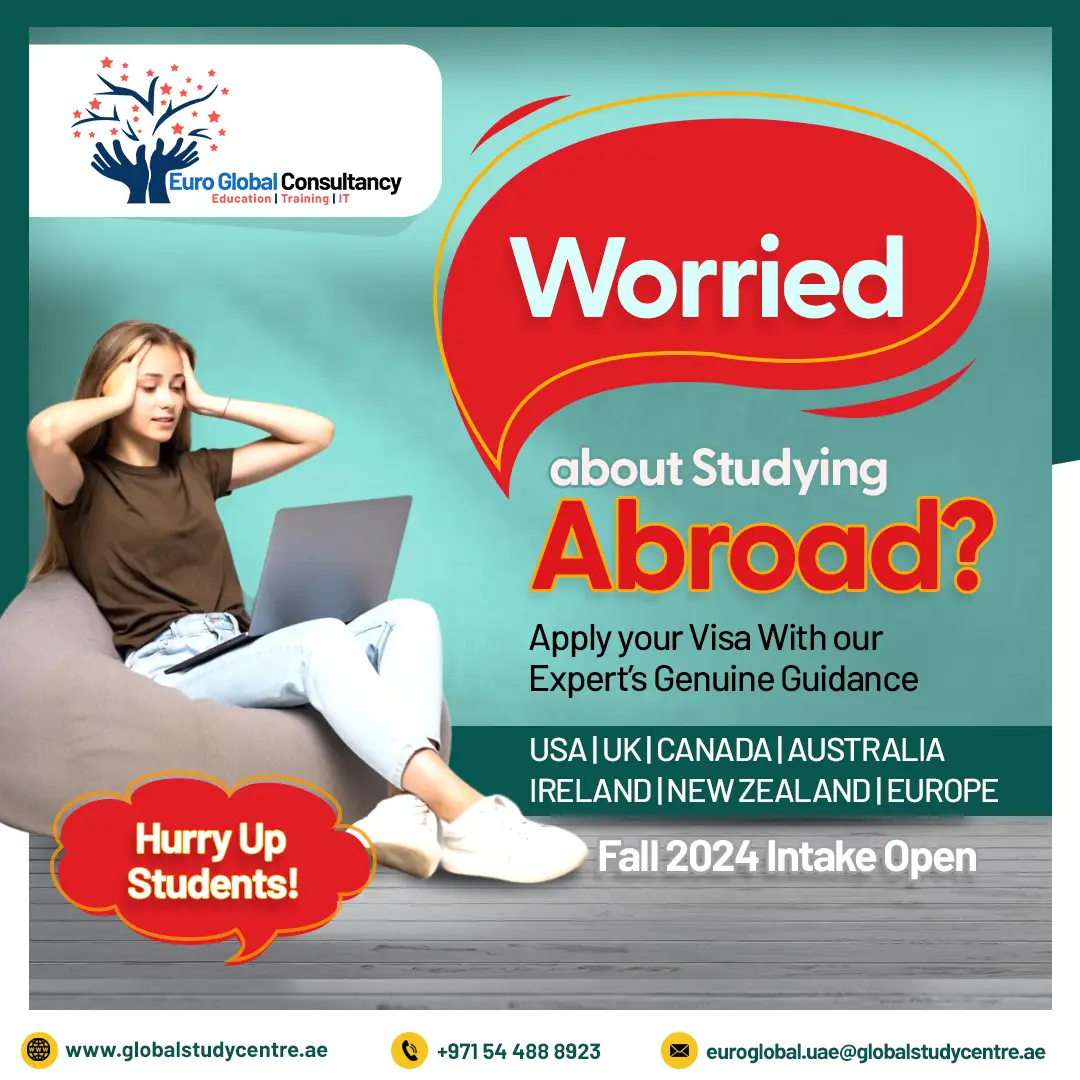 Euro Global Consultancy
Education | Training | IT
Worried
about Studying
Abroad?
Apply your Visa With our
Expert's Genuine Guidance
USA | UK | CANADA | AUSTRALIA
IRELAND | NEW ZEALAND | EUROPE
Fall 2024 Intake Open
Hurry Up
Students!
www.globalstudycentre.ae
+971 54 488 8923
euroglobal.uae@globalstudycentre.ae